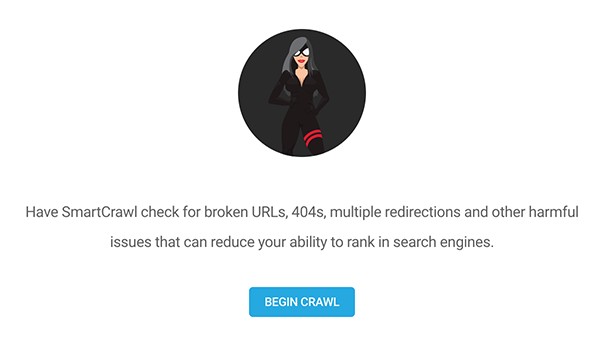 Have SmartCrawl check for broken URLs, 404s, multiple redirections and other harmful
issues that can reduce your ability to rank in search engines.
BEGIN CRAWL